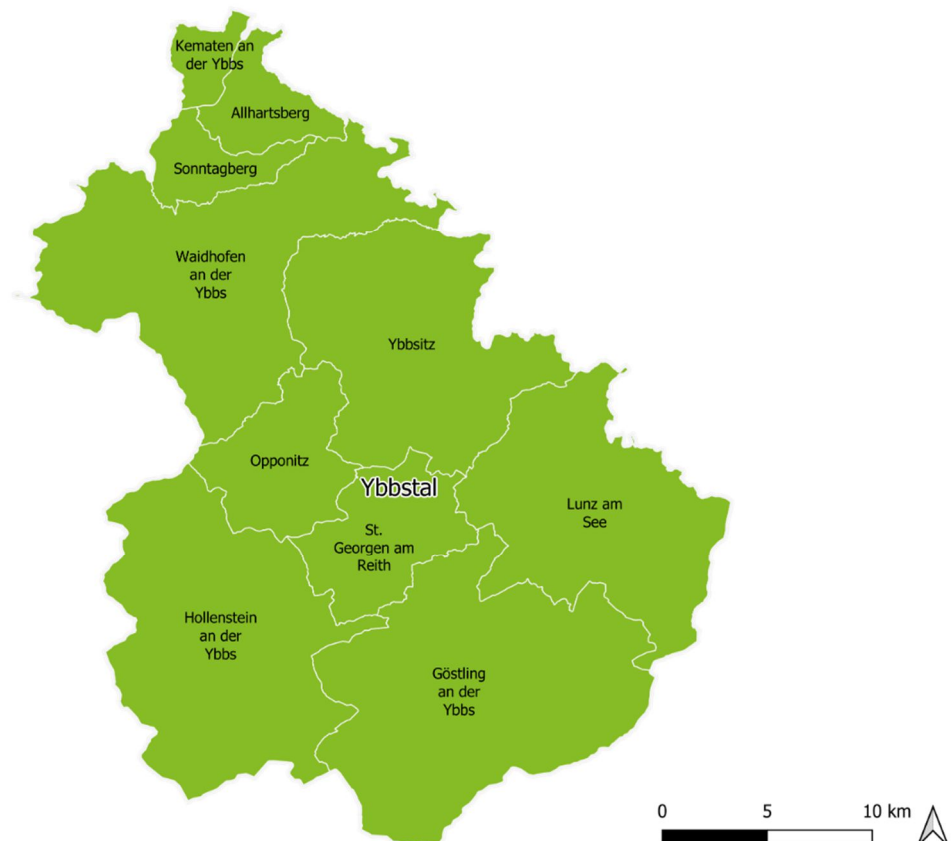 Kematen an
der Ybbs
Allhartsberg
Sonntagberg
Waidhofen
an der
Ybbs
Ybbsitz
Opponitz
Ybbstal
Lunz am
See
St.
Georgen am
Reith
Hollenstein
an der
Ybbs
Göstling
an der
Ybbs
0 5 10 km